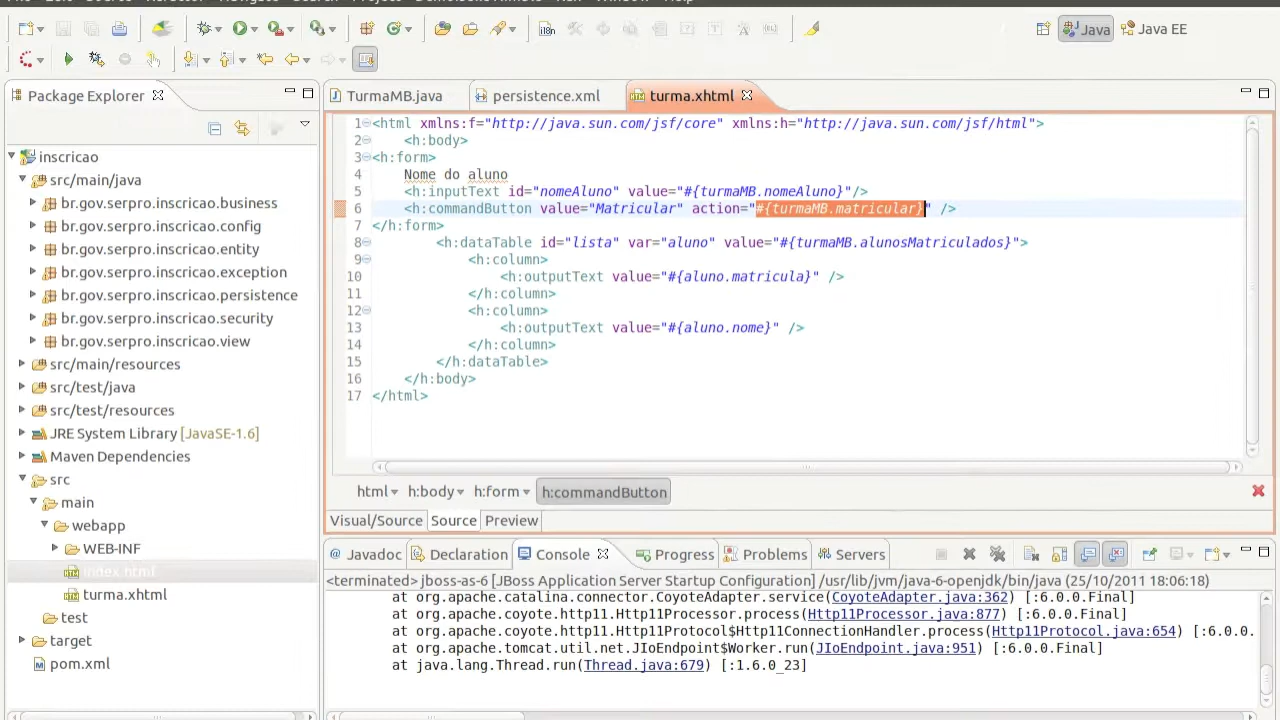 Java
Java EE
Package Explorer
TurmaMB.java
persistence.xml
turma.xhtml
inscricao
src/main/java
br.gov.serpro.inscricao.business
br.gov.serpro.inscricao.config
br.gov.serpro.inscricao.entity
br.gov.serpro.inscricao.exception
br.gov.serpro.inscricao.persistence
br.gov.serpro.inscricao.security
br.gov.serpro.inscricao.view
src/main/resources
src/test/java
src/test/resources
JRE System Library [JavaSE-1.6]
Maven Dependencies
src
main
webapp
WEB-INF
index.html
turma.xhtml
test
target
pom.xml
1 <html xmlns:f="http://java.sun.com/jsf/core" xmlns:h="http://java.sun.com/jsf/html">
2 <h:body>
3 <h:form>
4 Nome do aluno
5 <h:inputText id="nomeAluno" value="#{turmaMB.nomeAluno}"/>
6 <h:commandButton value="Matricular" action="#{turmaMB.matricular}" />
7 </h:form>
8 <h:dataTable id="lista" var="aluno" value="#{turmaMB.alunosMatriculados}">
9 <h:column>
10 <h:outputText value="#{aluno.matricula}" />
11 </h:column>
12 <h:column>
13 <h:outputText value="#{aluno.nome}" />
14 </h:column>
15 </h:dataTable>
16 </h:body>
17 </html>
html h:body h:form h:commandButton
Visual/Source Source Preview
@ Javadoc Declaration Console Progress Problems Servers
<terminated> jboss-as-6 [JBoss Application Server Startup Configuration] /usr/lib/jvm/java-6-openjdk/bin/java (25/10/2011 18:06:18)
at org.apache.catalina.connector.CoyoteAdapter.service(CoyoteAdapter.java:362) [:6.0.0.Final]
at org.apache.coyote.http11.Http11Processor.process(Http11Processor.java:877) [:6.0.0.Final]
at org.apache.coyote.http11.Http11Protocol$Http11ConnectionHandler.process(Http11Protocol.java:654) [:6.0.0.
at org.apache.tomcat.util.net.JIoEndpoint$Worker.run(JIoEndpoint.java:951) [:6.0.0.Final]
at java.lang.Thread.run(Thread.java:679) [:1.6.0_23]